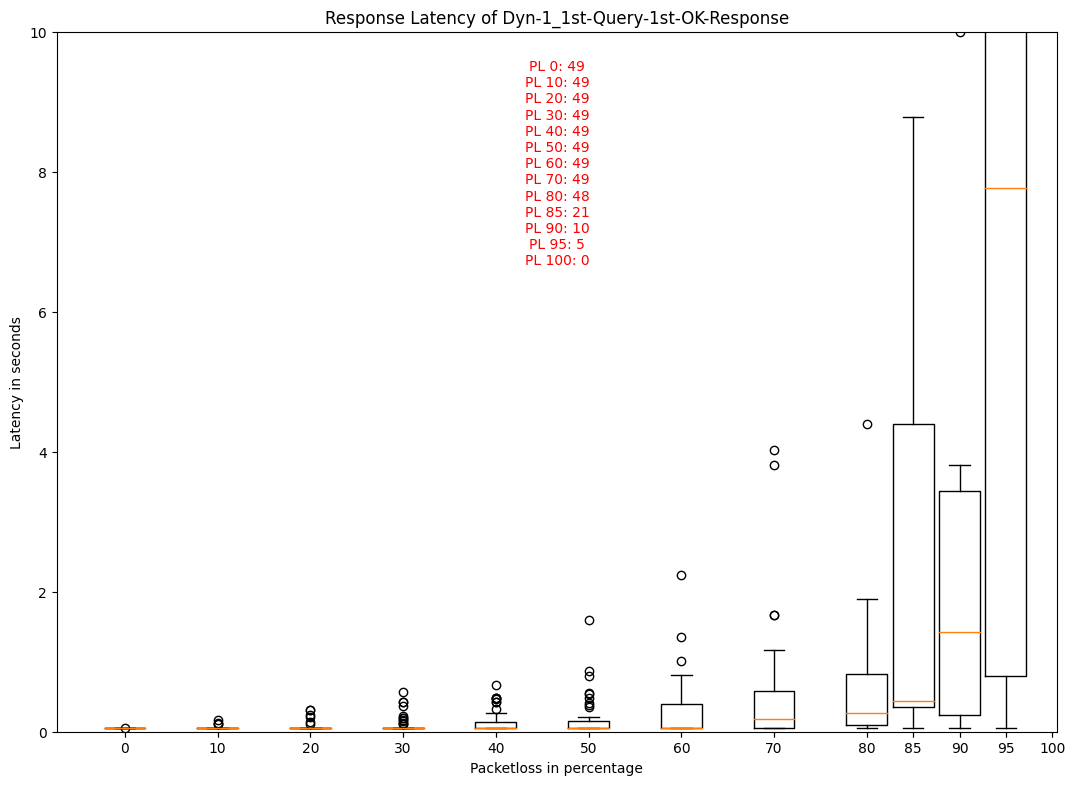 Response Latency of Dyn-1_1st-Query-1st-OK-Response
10
8
6
4
2
0
Latency in seconds
PL 0: 49
PL 10: 49
PL 20: 49
PL 30: 49
PL 40: 49
PL 50: 49
PL 60: 49
PL 70: 49
PL 80: 48
PL 85: 21
PL 90: 10
PL 95: 5
PL 100: 0
0 10 20 30 40 50 60 70 80 85 90 95 100
Packetloss in percentage